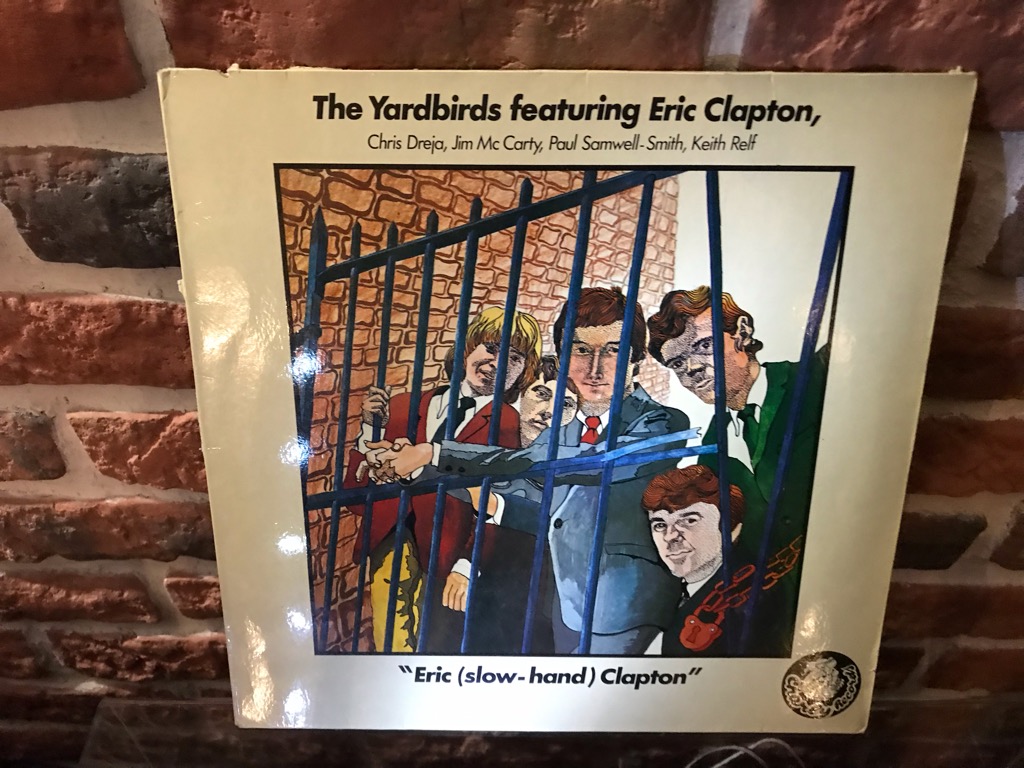 The Yardbirds featuring Eric Clapton,
Chris Dreja, Jim Mc Carty, Paul Samwell-Smith, Keith Relf
"Eric (slow-hand) Clapton"